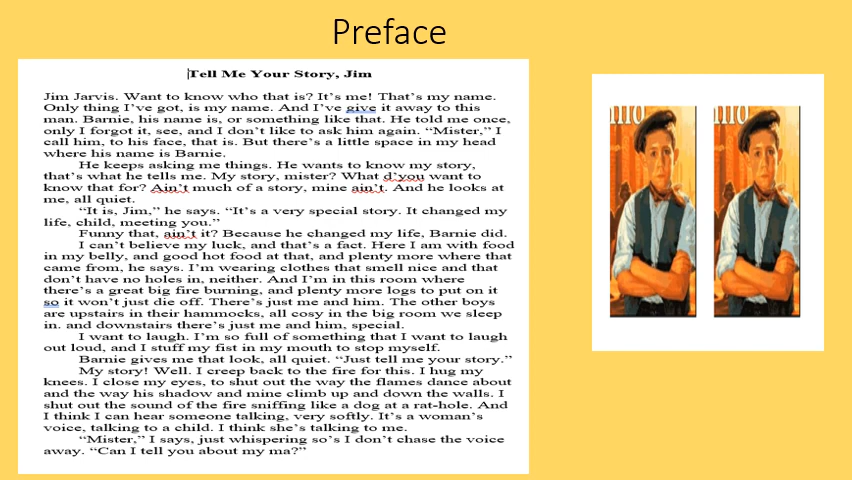 Preface
Tell Me Your Story, Jim
Jim Jarvis. Want to know who that is? It's me! That's my name.
Only thing I've got, is my name. And I've give it away to this
man. Barnie, his name is, or something like that. He told me once,
only I forgot it, see, and I don't like to ask him again. "Mister," I
call him, to his face, that is. But there's a little space in my head
where his name is Barnie.
He keeps asking me things. He wants to know my story,
that's what he tells me. My story, mister? What d'you want to
know that for? Ain't much of a story, mine ain't. And he looks at
me, all quiet.
"It is, Jim," he says. "It's a very special story. It changed my
life, child, meeting you."
Funny that, ain't it? Because he changed my life, Barnie did.
I can't believe my luck, and that's a fact. Here I am with food
in my belly, and good hot food at that, and plenty more where that
came from, he says. I'm wearing clothes that smell nice and that
don't have no holes in, neither. And I'm in this room where
there's a great big fire burning, and plenty more logs to put on it
so it won't just die off. There's just me and him. The other boys
are upstairs in their hammocks, all cosy in the big room we sleep
in. and downstairs there's just me and him, special.
I want to laugh. I'm so full of something that I want to laugh
out loud, and I stuff my fist in my mouth to stop myself.
Barnie gives me that look, all quiet. "Just tell me your story."
My story! Well. I creep back to the fire for this. I hug my
knees. I close my eyes, to shut out the way the flames dance about
and the way his shadow and mine climb up and down the walls. I
shut out the sound of the fire sniffing like a dog at a rat-hole. And
I think I can hear someone talking, very softly. It's a woman's
voice, talking to a child. I think she's talking to me.
"Mister," I says, just whispering so's I don't chase the voice
away. "Can I tell you about my ma?"